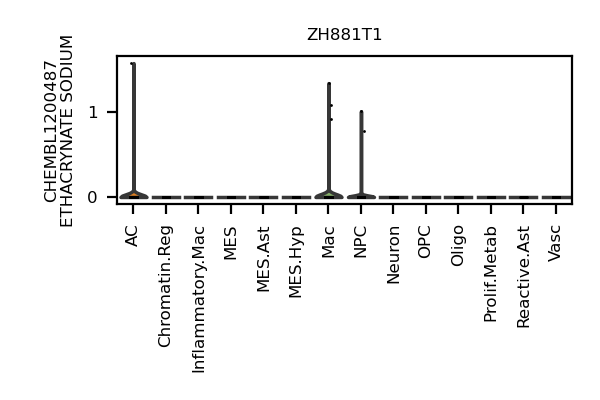 ZH881T1
CHEMBL1200487
ETHACRYNATE SODIUM
1
0
AC
Chromatin.Reg
Inflammatory.Mac
MES
MES.Ast
MES.Hyp
Mac
NPC
Neuron
OPC
Oligo
Prolif.Metab
Reactive.Ast
Vasc